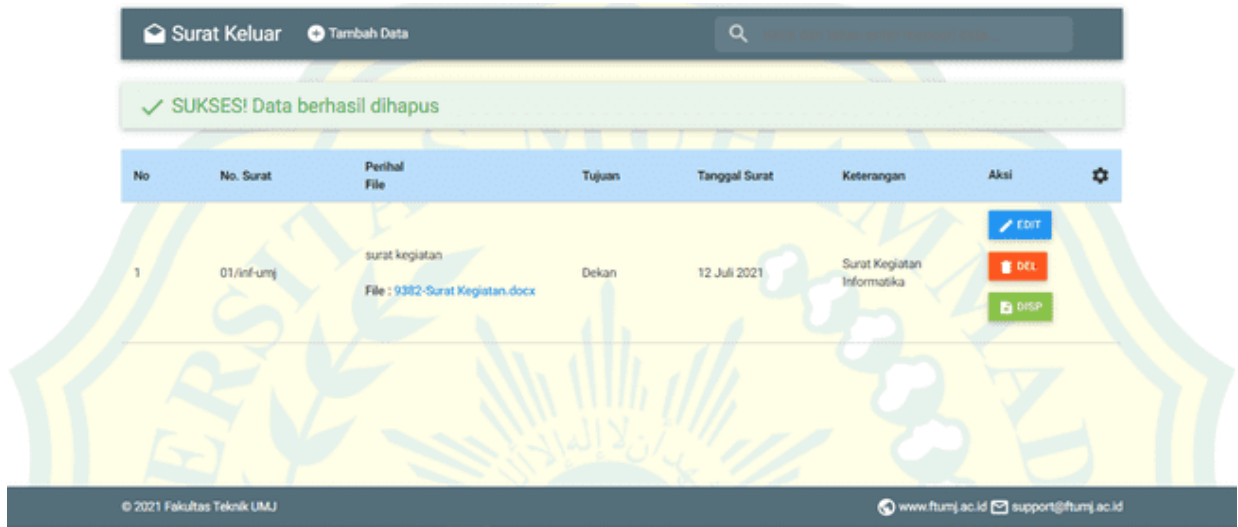 Surat Keluar Tambah Data
SUKSES! Data berhasil dihapus
No No. Surat Perihal Tujuan Tanggal Surat Keterangan Aksi
File
1 01/inf-umj surat kegiatan Dekan 12 Juli 2021 Surat Kegiatan
Informatika
File : 9382-Surat Kegiatan.docx
EDIT
DEL
DISP
© 2021 Fakultas Teknik UMJ www.ftumj.ac.id support@ftumj.ac.id